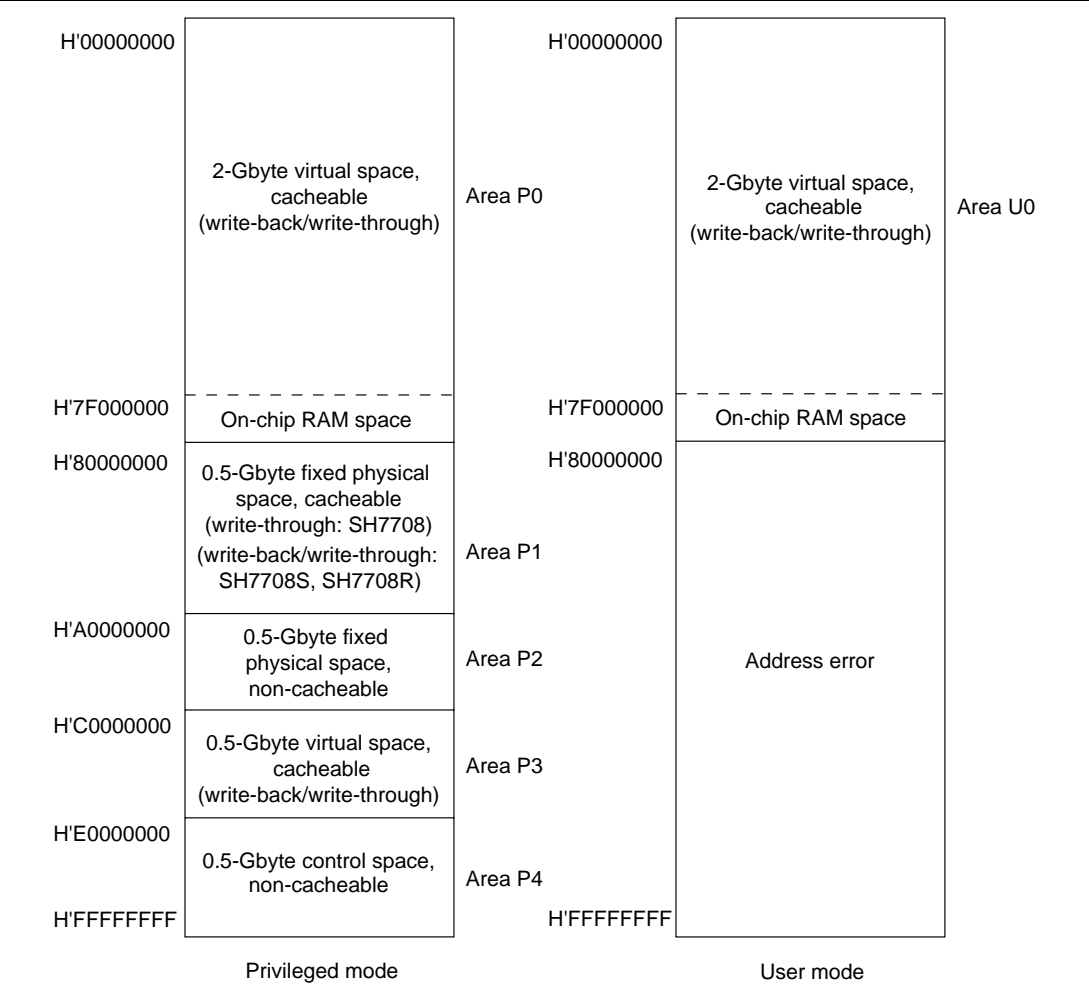 H'00000000
2-Gbyte virtual space,
cacheable
(write-back/write-through)
Area P0
H'7F000000
On-chip RAM space
H'80000000
0.5-Gbyte fixed physical
space, cacheable
(write-through: SH7708)
(write-back/write-through:
SH7708S, SH7708R)
Area P1
H'A0000000
0.5-Gbyte fixed
physical space,
non-cacheable
Area P2
H'C0000000
0.5-Gbyte virtual space,
cacheable
(write-back/write-through)
Area P3
H'E0000000
0.5-Gbyte control space,
non-cacheable
Area P4
H'FFFFFFFF
Privileged mode
H'00000000
2-Gbyte virtual space,
cacheable
(write-back/write-through)
Area U0
H'7F000000
On-chip RAM space
H'80000000
Address error
H'FFFFFFFF
User mode